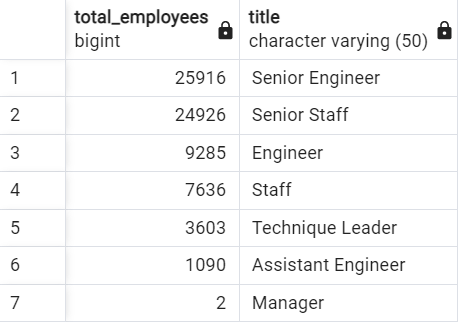 total_employees title
bigint character varying (50)
1 25916 Senior Engineer
2 24926 Senior Staff
3 9285 Engineer
4 7636 Staff
5 3603 Technique Leader
6 1090 Assistant Engineer
7 2 Manager